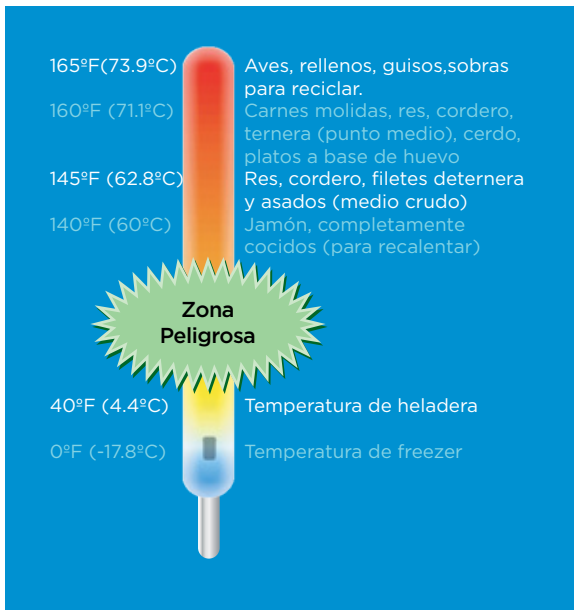 165ºF(73.9ºC) Aves, rellenos, guisos,sobras
para reciclar.
160ºF (71.1ºC) Carnes molidas, res, cordero,
ternera (punto medio), cerdo,
platos a base de huevo
145ºF (62.8ºC) Res, cordero, filetes deternera
y asados (medio crudo)
140ºF (60ºC) Jamón, completamente
cocidos (para recalentar)
Zona
Peligrosa
40ºF (4.4ºC) Temperatura de heladera
0ºF (-17.8ºC) Temperatura de freezer